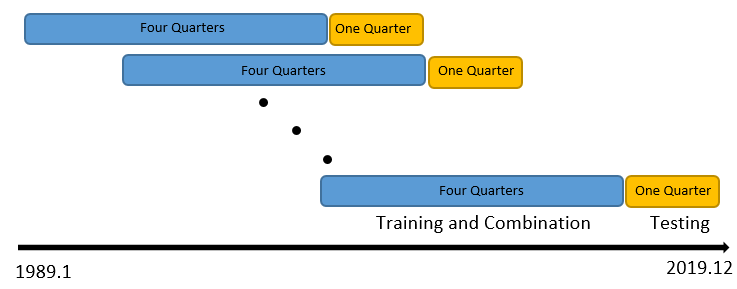 Four Quarters One Quarter
Four Quarters One Quarter
Four Quarters One Quarter
Training and Combination Testing
1989.1
2019.12